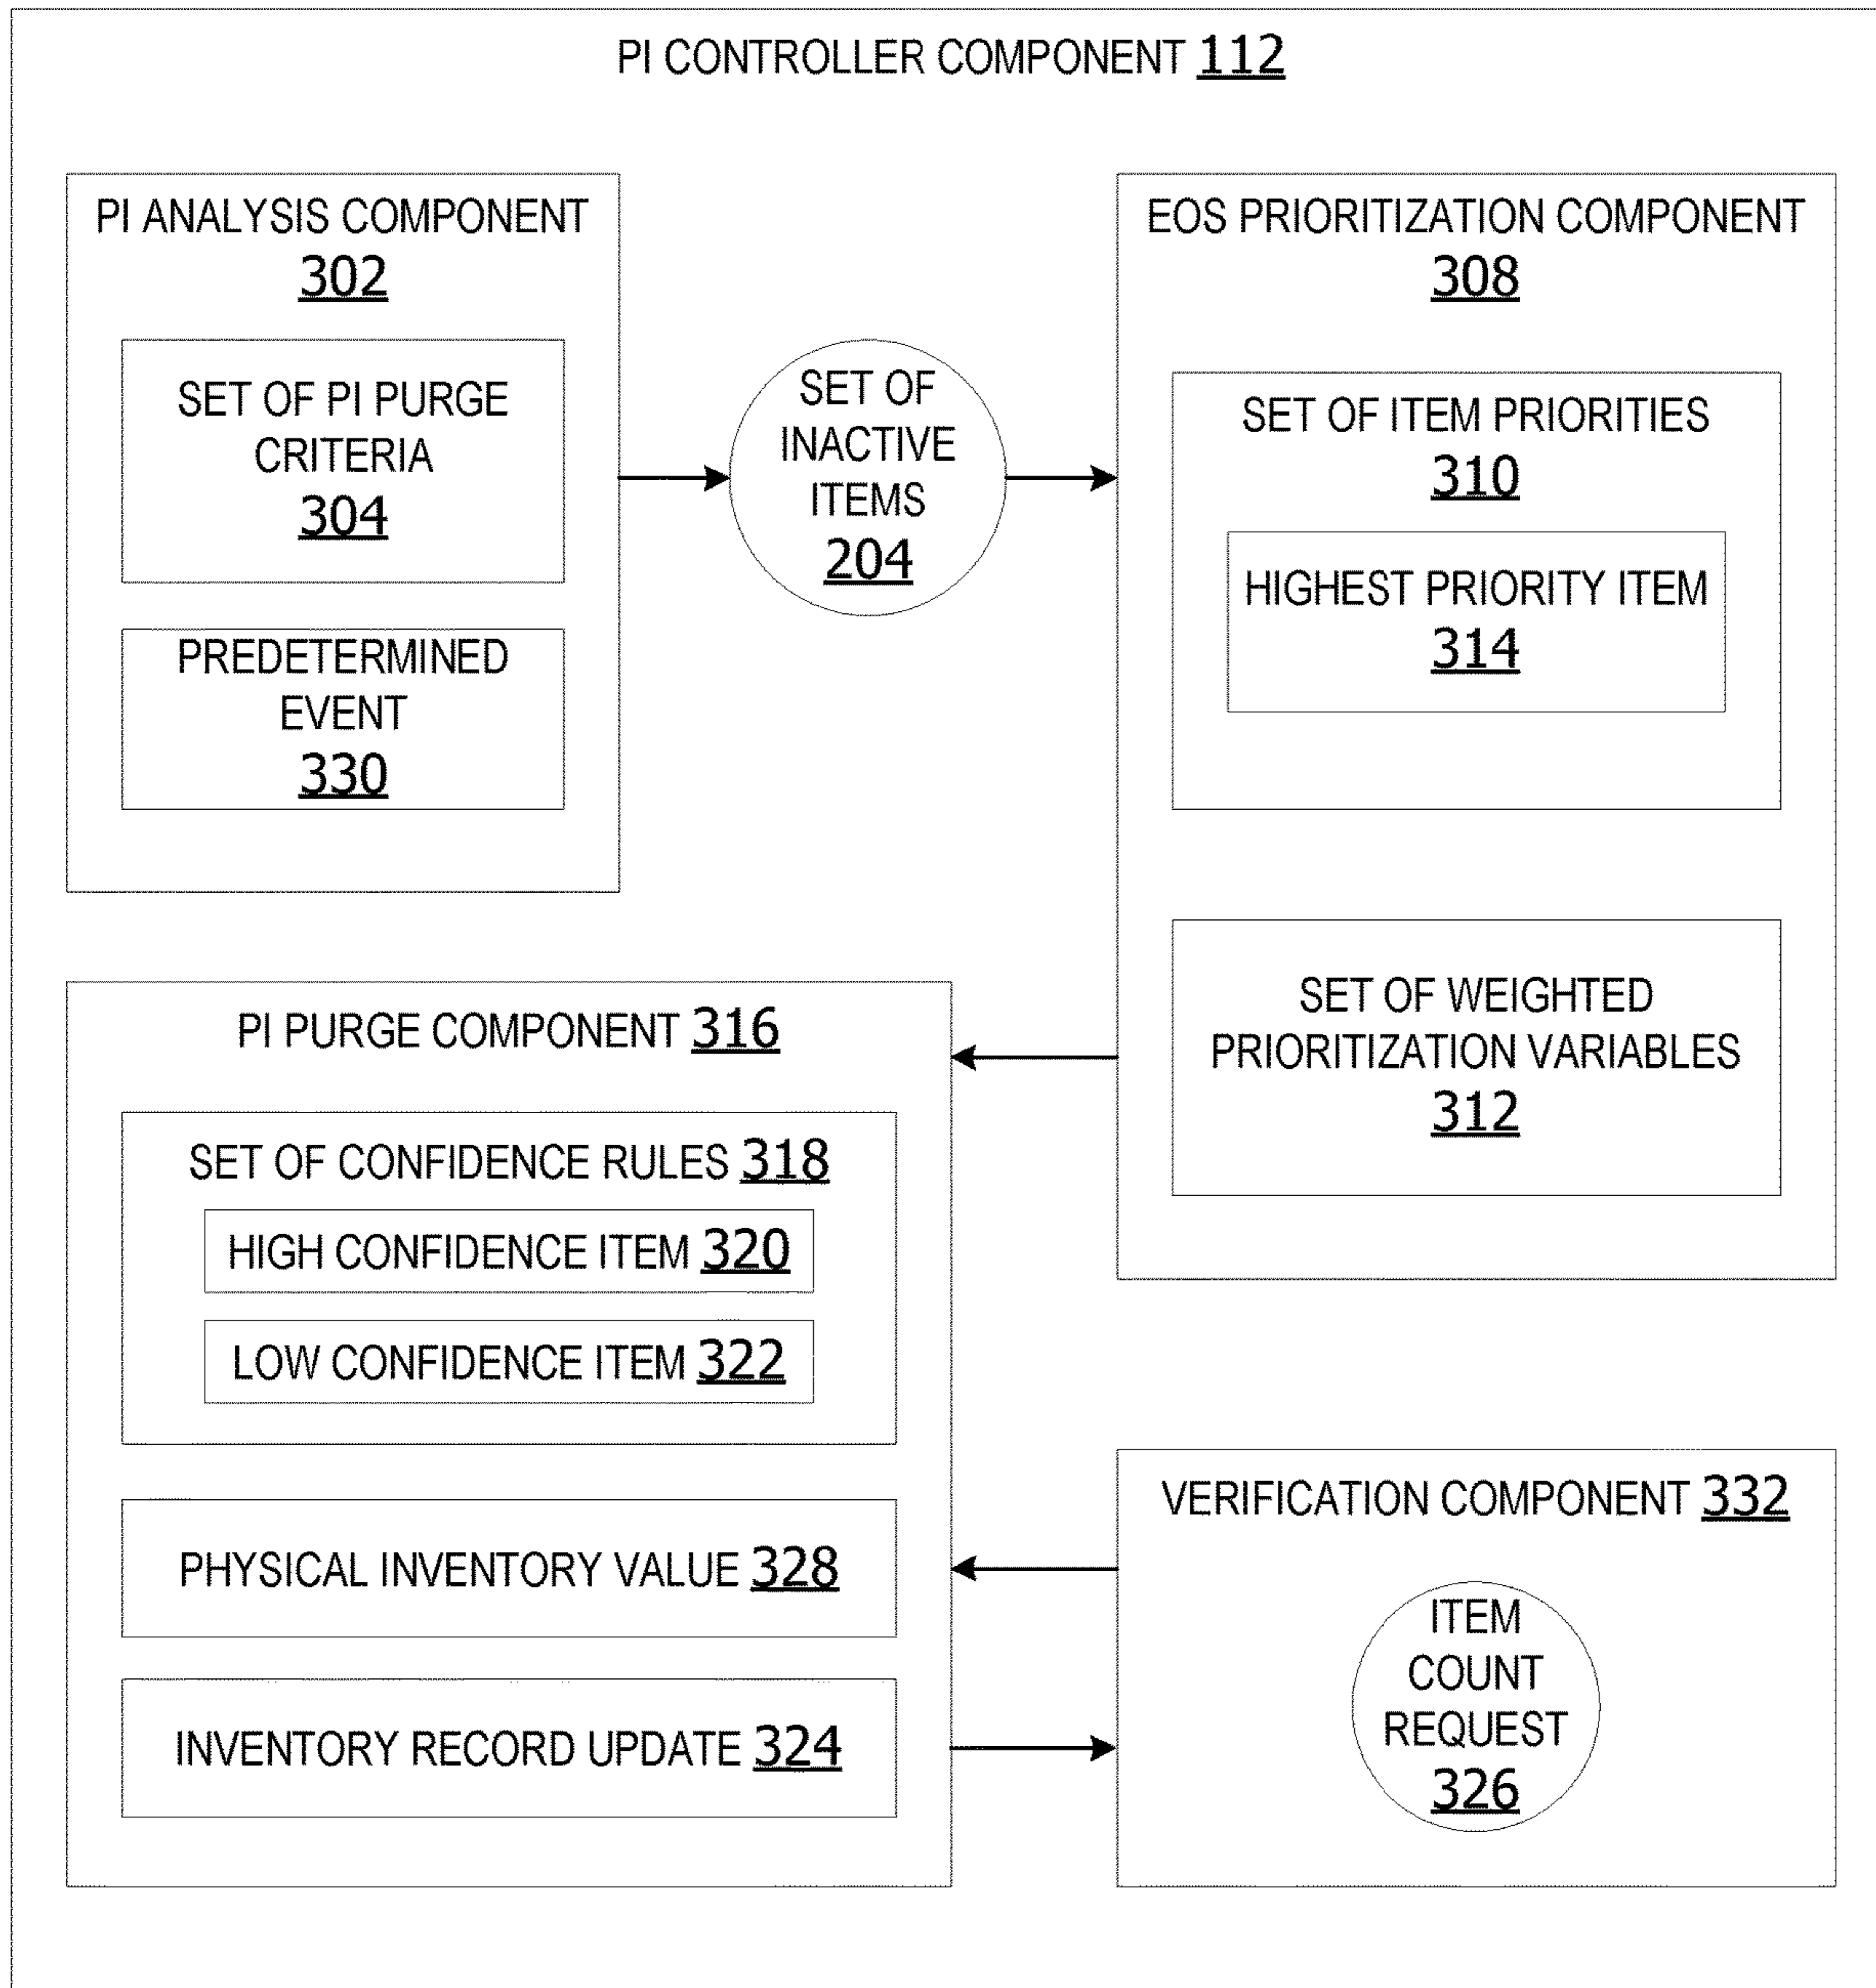 PI CONTROLLER COMPONENT 112
PI ANALYSIS COMPONENT
302
SET OF PI PURGE
CRITERIA
304
PREDETERMINED
EVENT
330
SET OF
INACTIVE
ITEMS
204
EOS PRIORITIZATION COMPONENT
308
SET OF ITEM PRIORITIES
310
HIGHEST PRIORITY ITEM
314
SET OF WEIGHTED
PRIORITIZATION VARIABLES
312
PI PURGE COMPONENT 316
SET OF CONFIDENCE RULES 318
HIGH CONFIDENCE ITEM 320
LOW CONFIDENCE ITEM 322
PHYSICAL INVENTORY VALUE 328
INVENTORY RECORD UPDATE 324
VERIFICATION COMPONENT 332
ITEM
COUNT
REQUEST
326